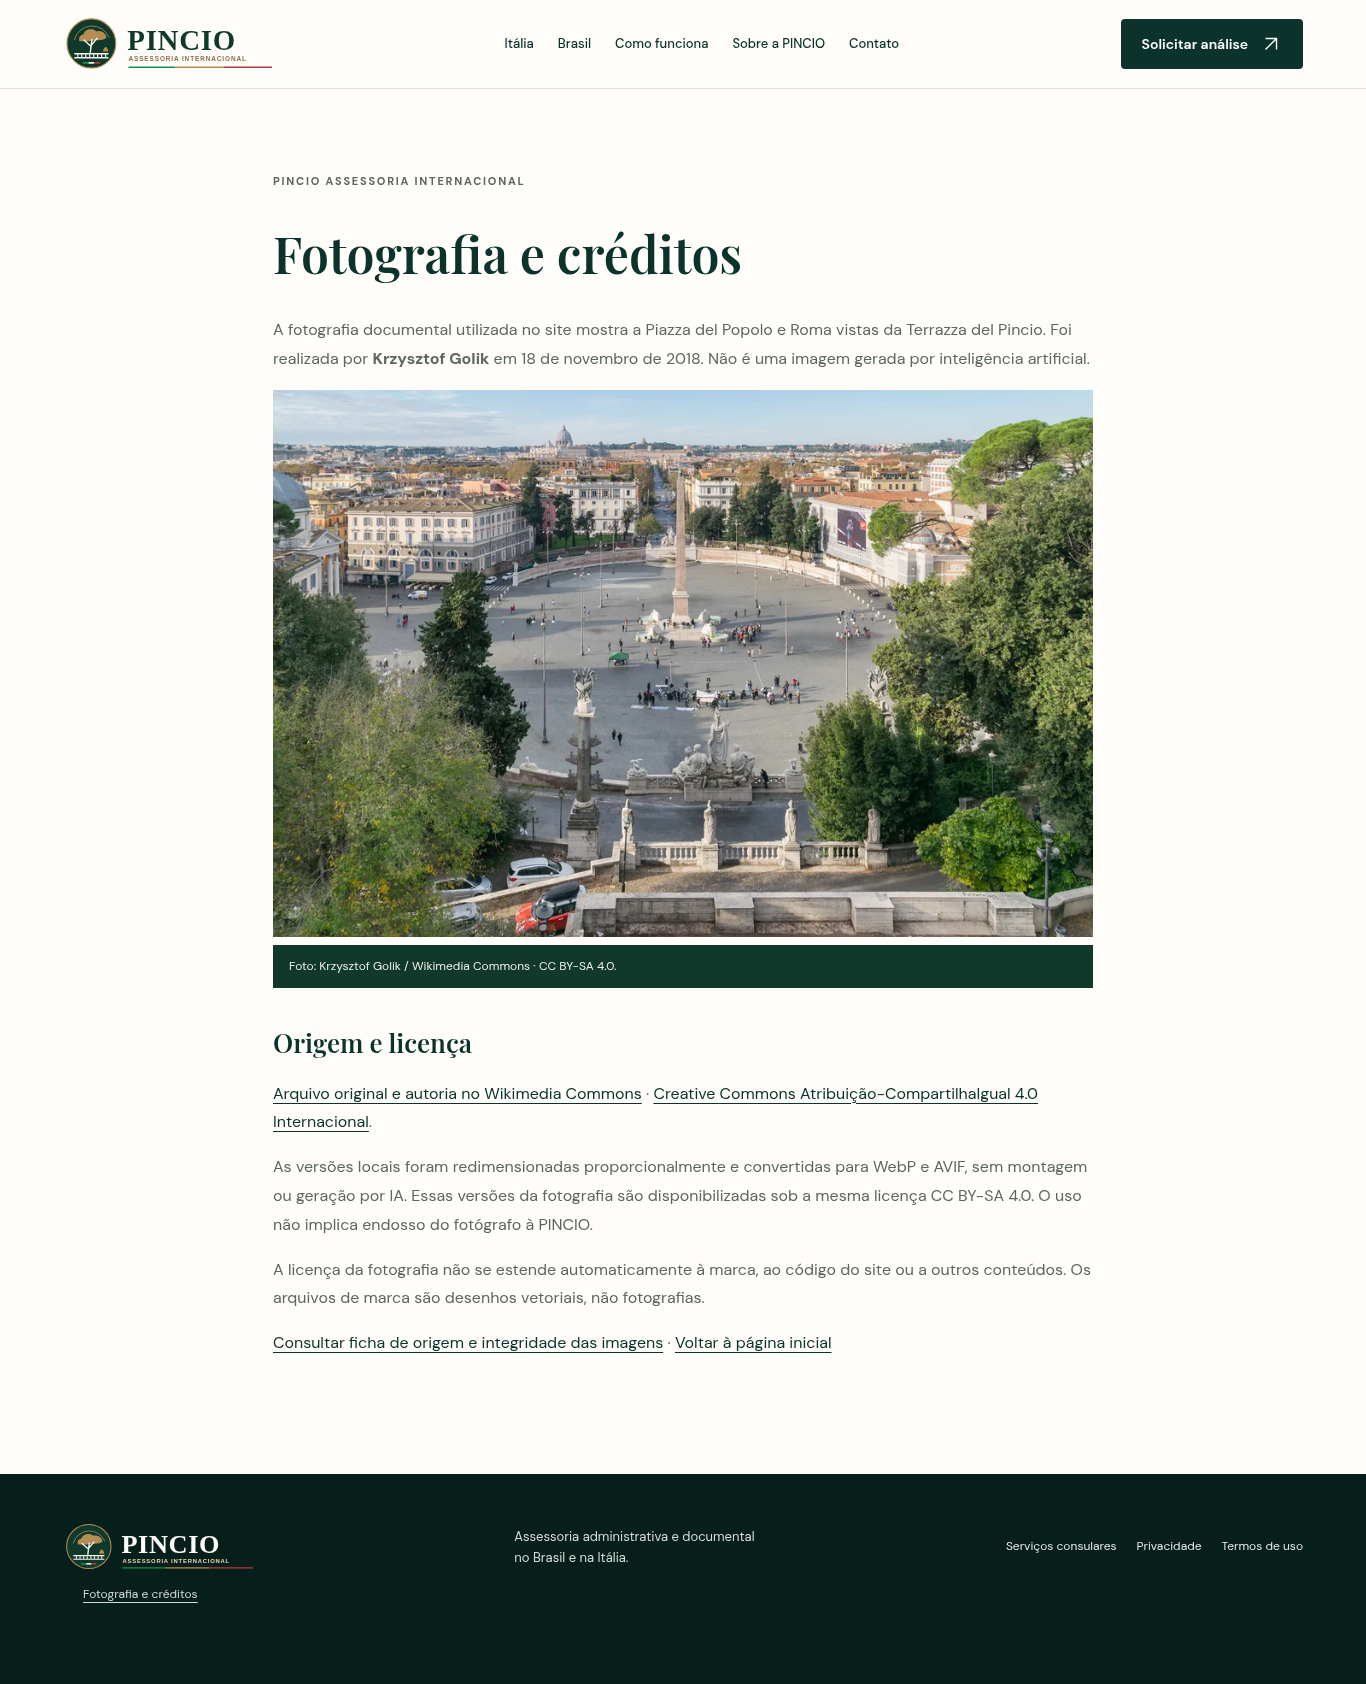 PINCIO
ASSESSORIA INTERNACIONAL
Itália
Brasil
Como funciona
Sobre a PINCIO
Contato
Solicitar análise
PINCIO ASSESSORIA INTERNACIONAL
Fotografia e créditos
A fotografia documental utilizada no site mostra a Piazza del Popolo e Roma vistas da Terrazza del Pincio. Foi
realizada por Krzysztof Golik em 18 de novembro de 2018. Não é uma imagem gerada por inteligência artificial.
Foto: Krzysztof Golik / Wikimedia Commons · CC BY-SA 4.0.
Origem e licença
Arquivo original e autoria no Wikimedia Commons · Creative Commons Atribuição-CompartilhaIgual 4.0
Internacional.
As versões locais foram redimensionadas proporcionalmente e convertidas para WebP e AVIF, sem montagem
ou geração por IA. Essas versões da fotografia são disponibilizadas sob a mesma licença CC BY-SA 4.0. O uso
não implica endosso do fotógrafo à PINCIO.
A licença da fotografia não se estende automaticamente à marca, ao código do site ou a outros conteúdos. Os
arquivos de marca são desenhos vetoriais, não fotografias.
Consultar ficha de origem e integridade das imagens · Voltar à página inicial
PINCIO
ASSESSORIA INTERNACIONAL
Fotografia e créditos
Assessoria administrativa e documental
no Brasil e na Itália.
Serviços consulares
Privacidade
Termos de uso